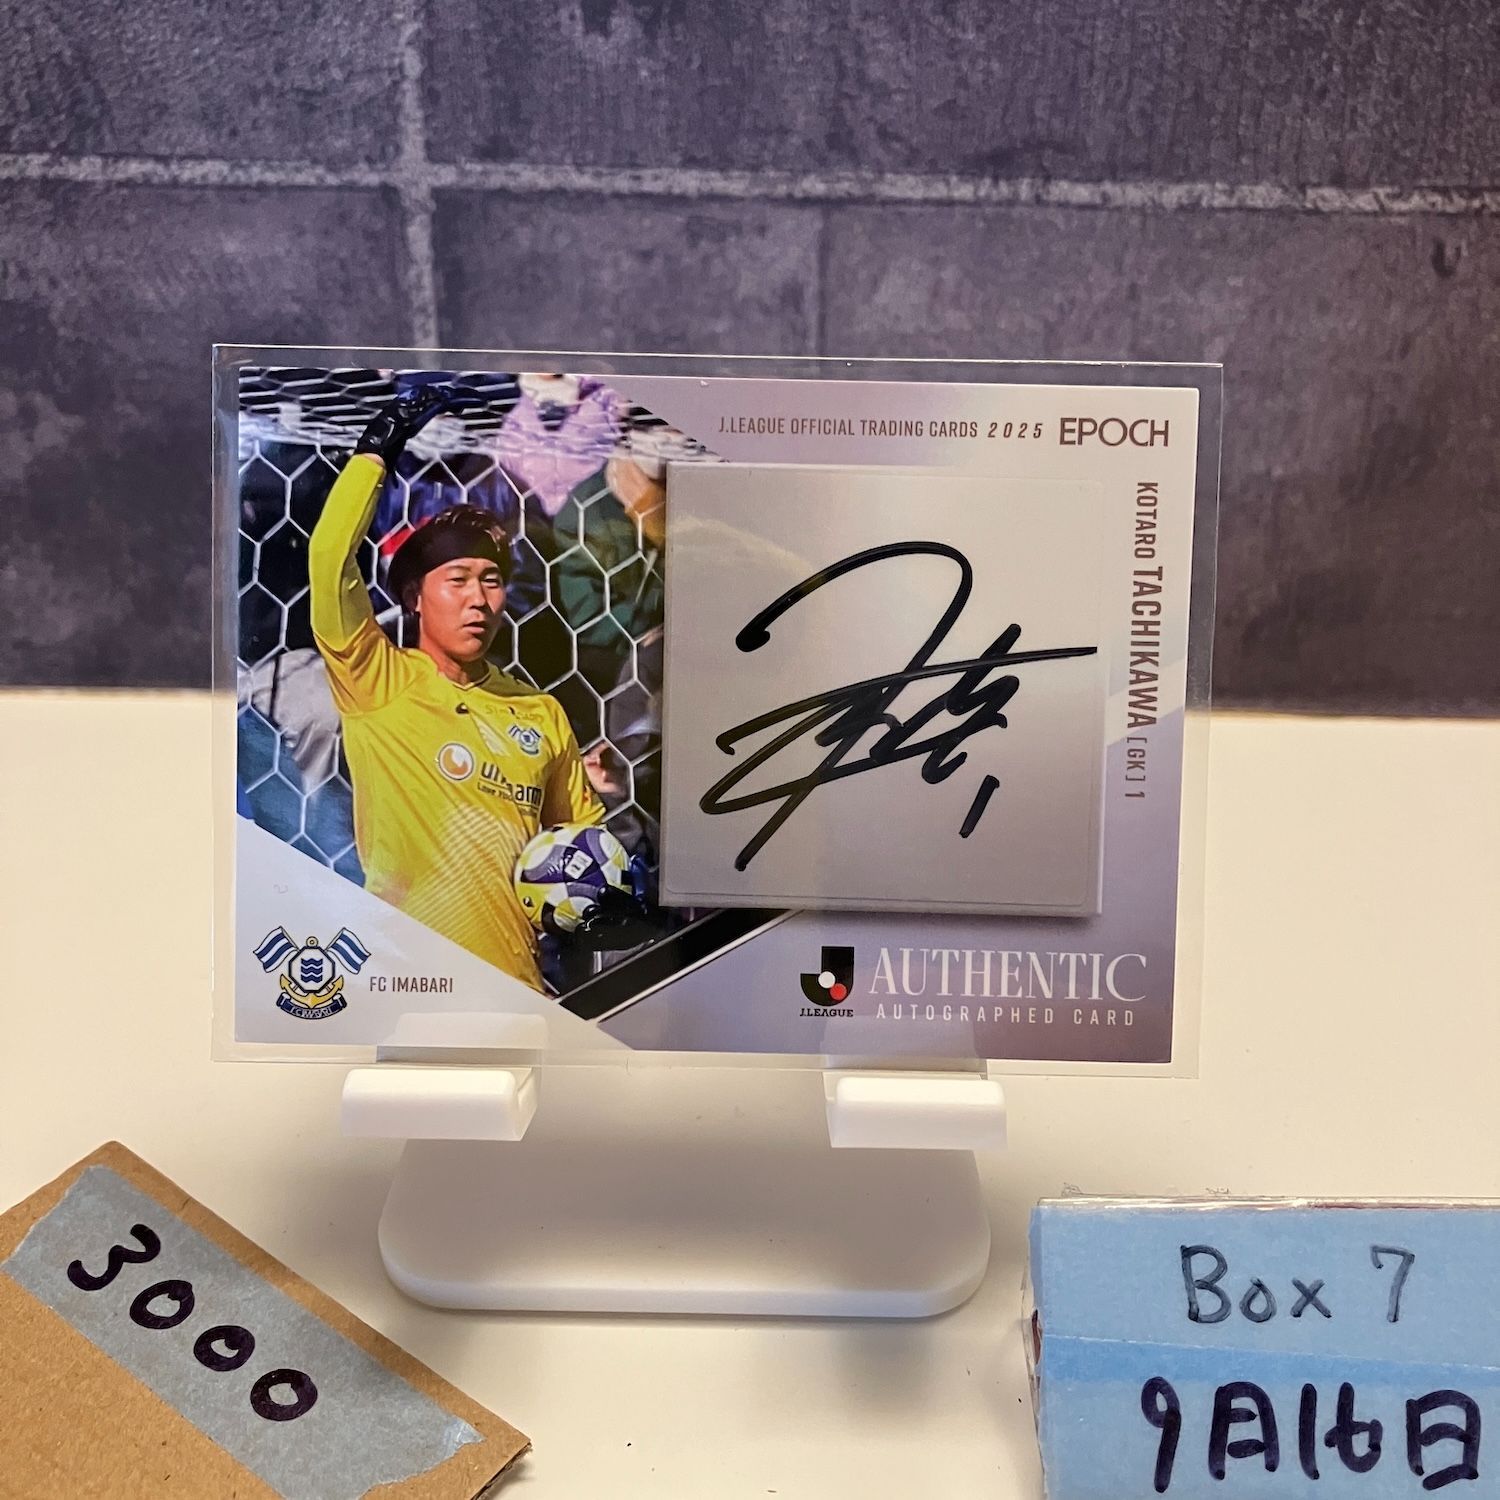 J.LEAGUE OFFICIAL TRADING CARDS 2025 EPOCH
KOTARO TACHIKAWA [GK] 1
1
FC IMABARI
J.LEAGUE
AUTHENTIC
AUTOGRAPHED CARD
3000
Box 7
9月16日